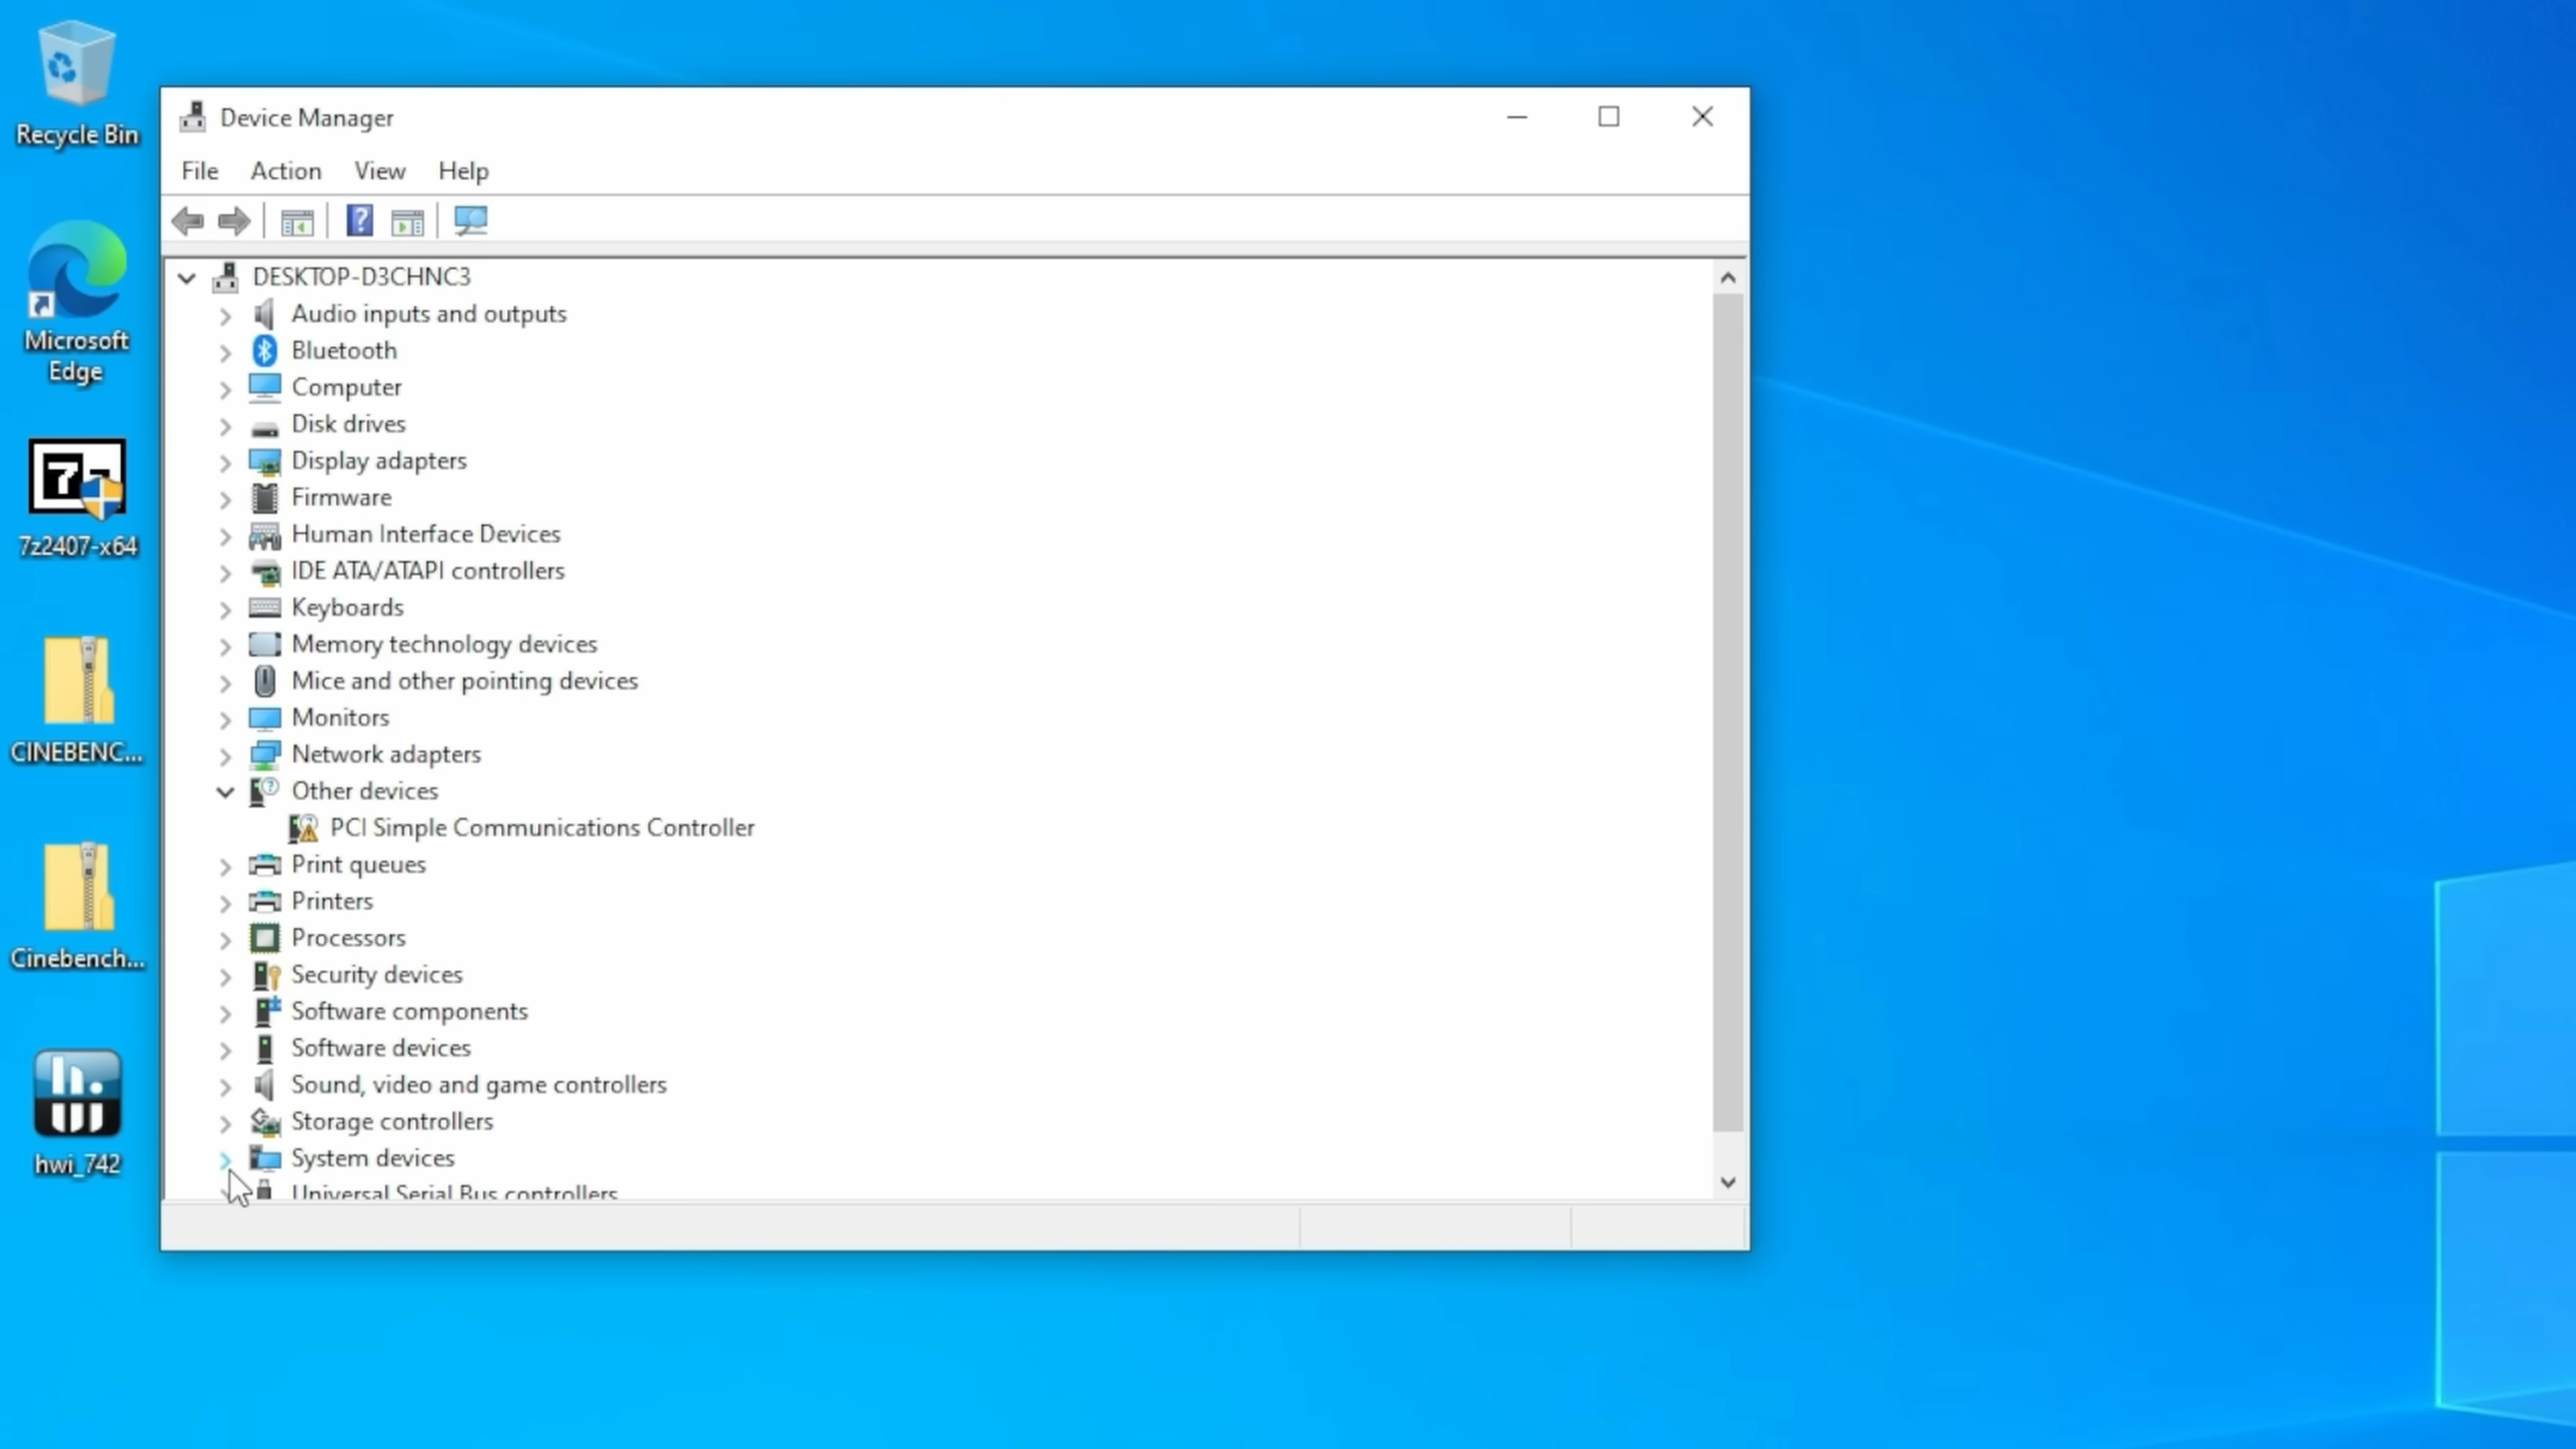 Recycle Bin
Microsoft
Edge
7z2407-x64
CINEBENC...
Cinebench...
hwi_742
Device Manager
File Action View Help
DESKTOP-D3CHNC3
Audio inputs and outputs
Bluetooth
Computer
Disk drives
Display adapters
Firmware
Human Interface Devices
IDE ATA/ATAPI controllers
Keyboards
Memory technology devices
Mice and other pointing devices
Monitors
Network adapters
Other devices
PCI Simple Communications Controller
Print queues
Printers
Processors
Security devices
Software components
Software devices
Sound, video and game controllers
Storage controllers
System devices
Universal Serial Bus controllers